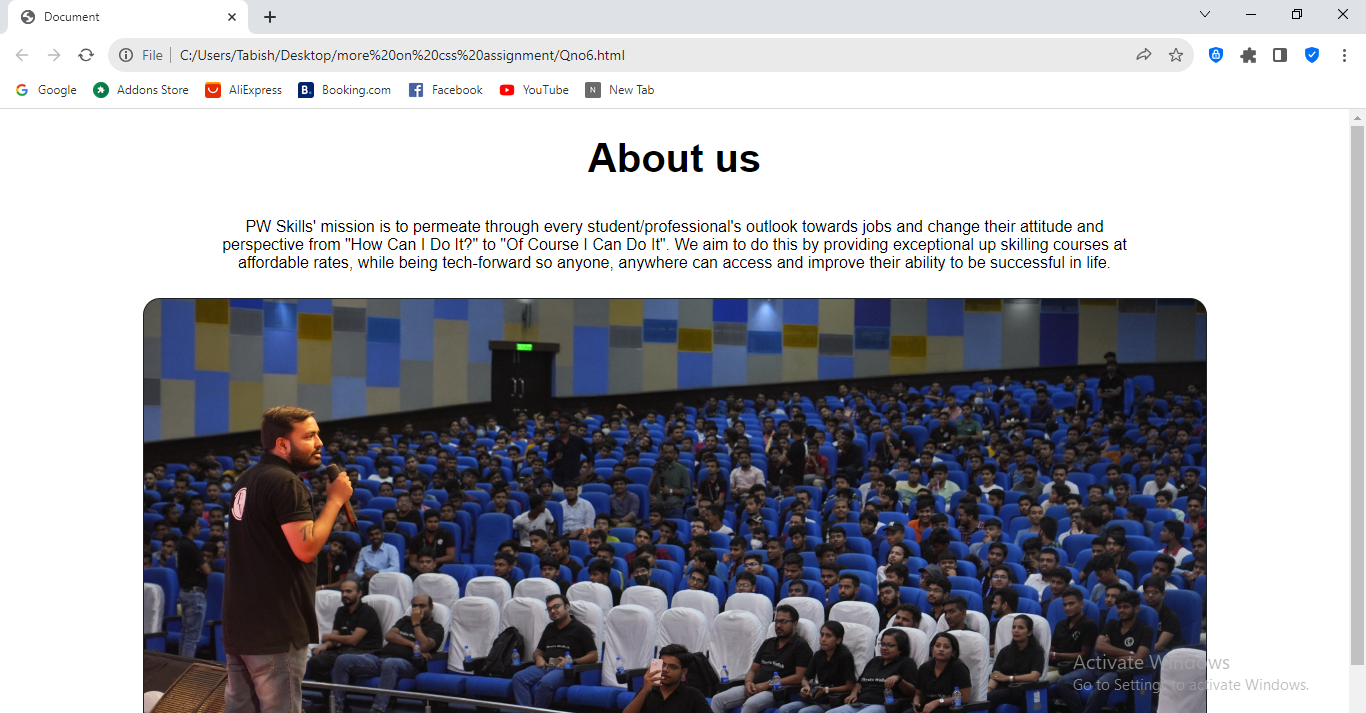 Document
File
C:/Users/Tabish/Desktop/more%20on%20css%20assignment/Qno6.html
Google
Addons Store
AliExpress
B.
Booking.com
Facebook
YouTube
N
New Tab
About us
PW Skills' mission is to permeate through every student/professional's outlook towards jobs and change their attitude and
perspective from "How Can I Do It?" to "Of Course I Can Do It". We aim to do this by providing exceptional up skilling courses at
affordable rates, while being tech-forward so anyone, anywhere can access and improve their ability to be successful in life.
Activate Windows
Go to Settings to activate Windows.